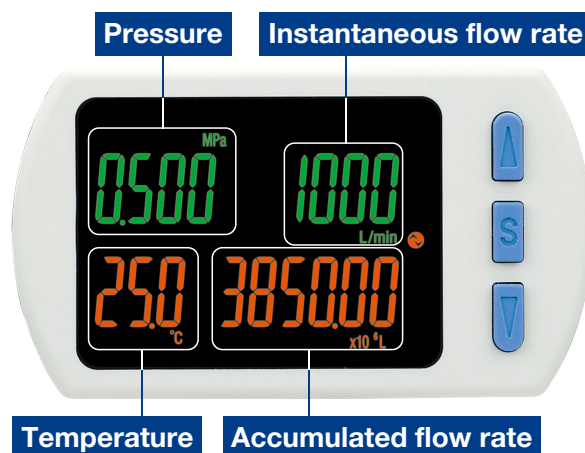 Pressure
Instantaneous flow rate
MPa
0.500
1000
L/min
25.0
°C
3850.00
x10 ⁶L
S
Temperature
Accumulated flow rate